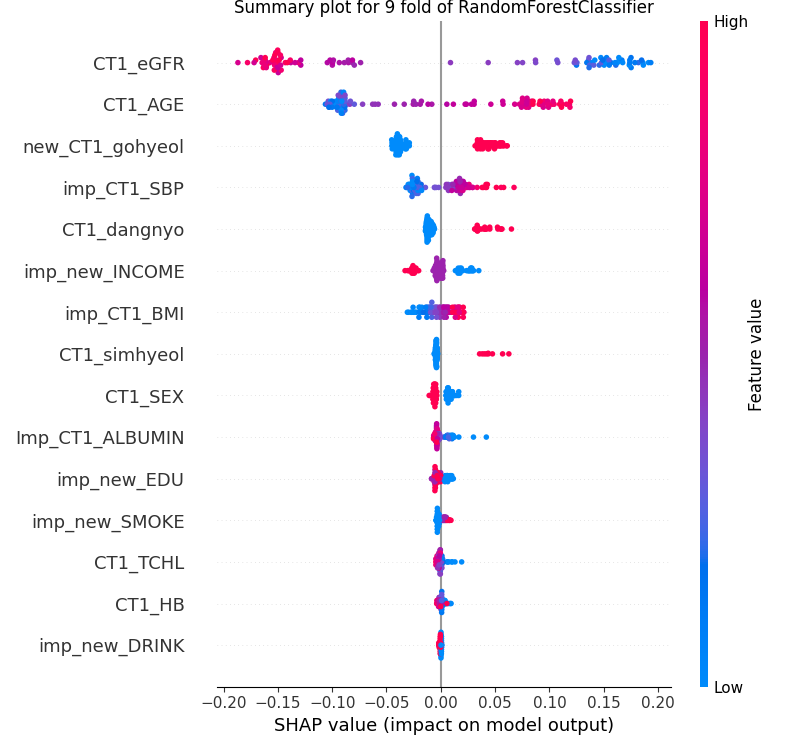 Summary plot for 9 fold of RandomForestClassifier
High
CT1_eGFR
CT1_AGE
new_CT1_gohyeol
imp_CT1_SBP
CT1_dangnyo
imp_new_INCOME
imp_CT1_BMI
CT1_simhyeol
CT1_SEX
Imp_CT1_ALBUMIN
imp_new_EDU
imp_new_SMOKE
CT1_TCHL
CT1_HB
imp_new_DRINK
Feature value
Low
−0.20 −0.15 −0.10 −0.05 0.00 0.05 0.10 0.15 0.20
SHAP value (impact on model output)